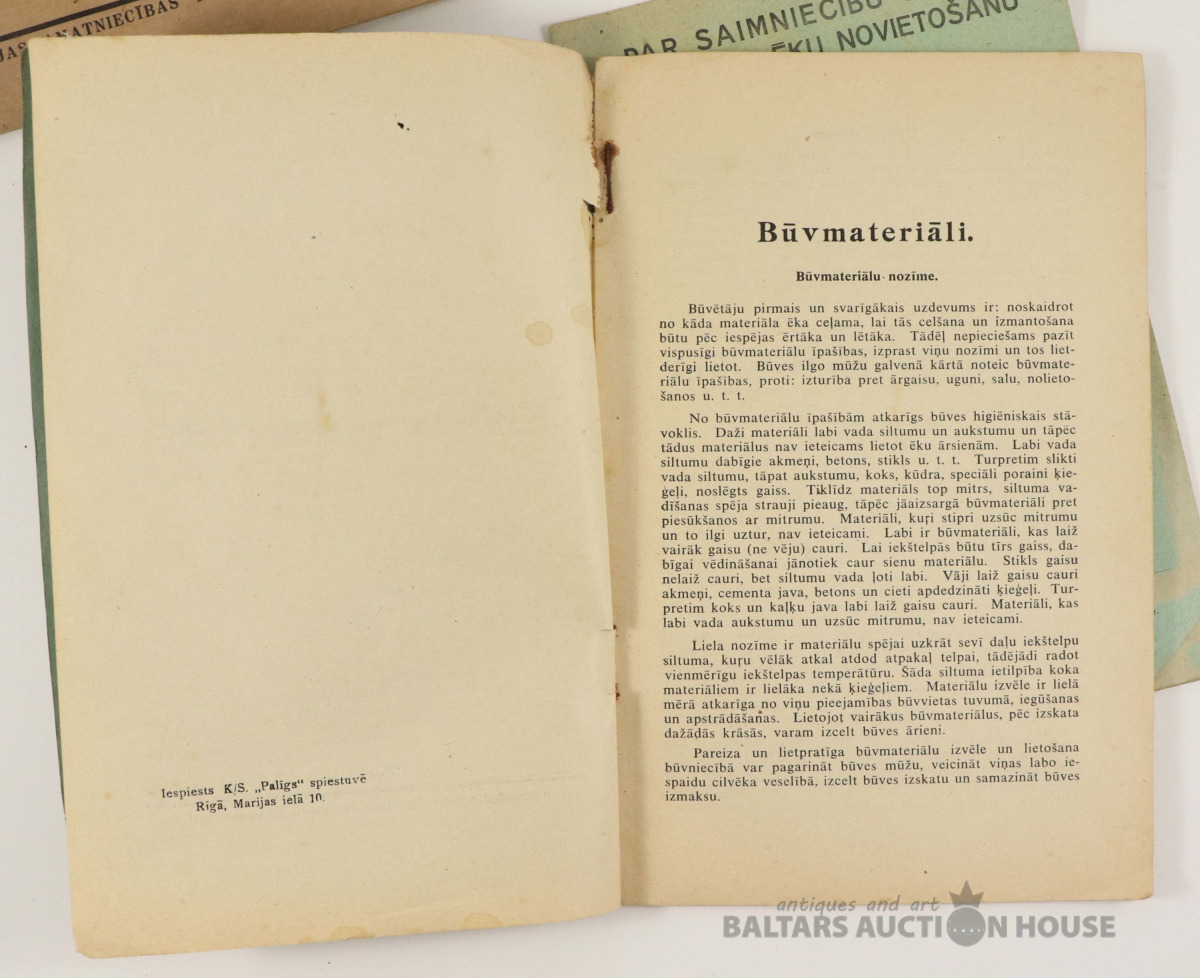 PAR SAIMNIECĪBU
ĒKU NOVIETOŠANU
Iespiests K/S. „Palīgs“ spiestuvē
Rīgā, Marijas ielā 10.
Būvmateriāli.
Būvmateriālu nozīme.
Būvētāju pirmais un svarīgākais uzdevums ir: noskaidrot
no kāda materiāla ēka ceļama, lai tās celšana un izmantošana
būtu pēc iespējas ērtāka un lētāka. Tādēļ nepieciešams pazīt
vispusīgi būvmateriālu īpašības, izprast viņu nozīmi un tos liet-
derīgi lietot. Būves ilgo mūžu galvenā kārtā noteic būvmate-
riālu īpašības, proti: izturība pret ārgaisu, uguni, salu, nolieto-
šanos u. t. t.
No būvmateriālu īpašībām atkarīgs būves higiēniskais stā-
voklis. Daži materiāli labi vada siltumu un aukstumu un tāpēc
tādus materiālus nav ieteicams lietot ēku ārsienām. Labi vada
siltumu dabīgie akmeņi, betons, stikls u. t. t. Turpretim slikti
vada siltumu, tāpat aukstumu, koks, kūdra, speciāli poraini ķie-
ģeļi, noslēgts gaiss. Tiklīdz materiāls top mitrs, siltuma va-
dīšanas spēja strauji pieaug, tāpēc jāaizsargā būvmateriāli pret
piesūkšanos ar mitrumu. Materiāli, kuŗi stipri uzsūc mitrumu
un to ilgi uztur, nav ieteicami. Labi ir būvmateriāli, kas laiž
vairāk gaisu (ne vēju) cauri. Lai iekštelpās būtu tīrs gaiss, da-
bīgai vēdināšanai jānotiek caur sienu materiālu. Stikls gaisu
nelaiž cauri, bet siltumu vada ļoti labi. Vāji laiž gaisu cauri
akmeņi, cementa java, betons un cieti apdedzināti ķieģeļi. Tur-
pretim koks un kaļķu java labi laiž gaisu cauri. Materiāli, kas
labi vada aukstumu un uzsūc mitrumu, nav ieteicami.
Liela nozīme ir materiālu spējai uzkrāt sevī daļu iekštelpu
siltuma, kuŗu vēlāk atkal atdod atpakaļ telpai, tādējādi radot
vienmērīgu iekštelpas temperātūru. Šāda siltuma ietilpība koka
materiāliem ir lielāka nekā ķieģeļiem. Materiālu izvēle ir lielā
mērā atkarīga no viņu pieejamības būvvietas tuvumā, iegūšanas
un apstrādāšanas. Lietojot vairākus būvmateriālus, pēc izskata
dažādās krāsās, varam izcelt būves ārieni.
Pareiza un lietpratīga būvmateriālu izvēle un lietošana
būvniecībā var pagarināt būves mūžu, veicināt viņas labo ie-
spaidu cilvēka veselībā, izcelt būves izskatu un samazināt būves
izmaksu.
antiques and art
BALTARS AUCTION HOUSE